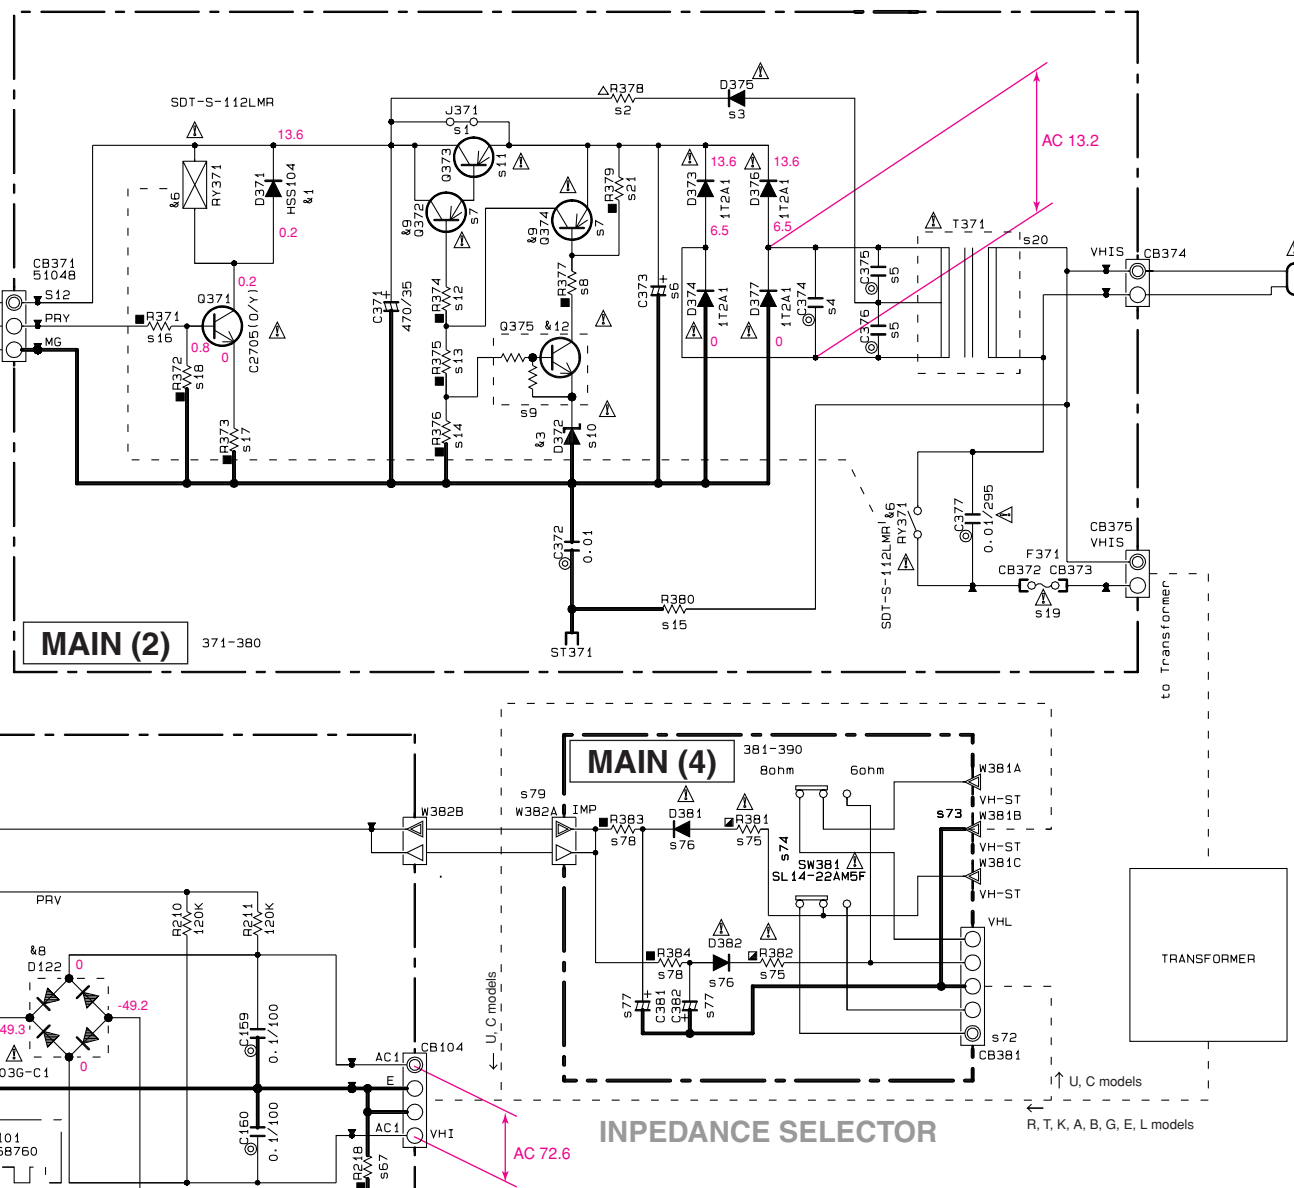 SDT-S-112LMR
13.6
RY371
&6
D371
HSS104
&1
0.2
0.2
CB371
51048
S12
PRY
MG
R371
s16
Q371
C2705(O/Y)
0.8
0
R372
s18
R373
s17
R378
s2
D375
s3
J371
s1
Q373
s11
&9
Q372
s7
&9
Q374
s7
R379
s21
C371
470/35
R374
s12
R375
s13
R376
s14
R377
s8
Q375
&12
s9
&3
D372
s10
C373
s6
13.6
13.6
D373
1T2A1
D376
1T2A1
6.5
6.5
D374
1T2A1
D377
1T2A1
0
0
C374
s4
C375
s5
C376
s5
AC 13.2
T371
s20
VHIS
CB374
C372
0.01
R380
s15
ST371
SDT-S-112LMR
&6
RY371
C377
0.01/295
F371
CB372
CB373
s19
CB375
VHIS
MAIN (2)
371-380
to Transformer
TRANSFORMER
MAIN (4)
381-390
8ohm
6ohm
W381A
VH-ST
W381B
VH-ST
W381C
VH-ST
s73
s79
W382B
W382A
IMP
R383
s78
D381
s76
R381
s75
s74
SW381
SL14-22AM5F
VHL
R384
s78
D382
s76
R382
s75
s77
C381
C382
s77
s72
CB381
U, C models
U, C models
R, T, K, A, B, G, E, L models
INPEDANCE SELECTOR
PRV
R210
120K
R211
120K
&8
D122
0
-49.2
49.3
0
03G-C1
C159
0.1/100
C160
0.1/100
AC1
CB104
E
AC1
VHI
R218
s67
AC 72.6
101
68760